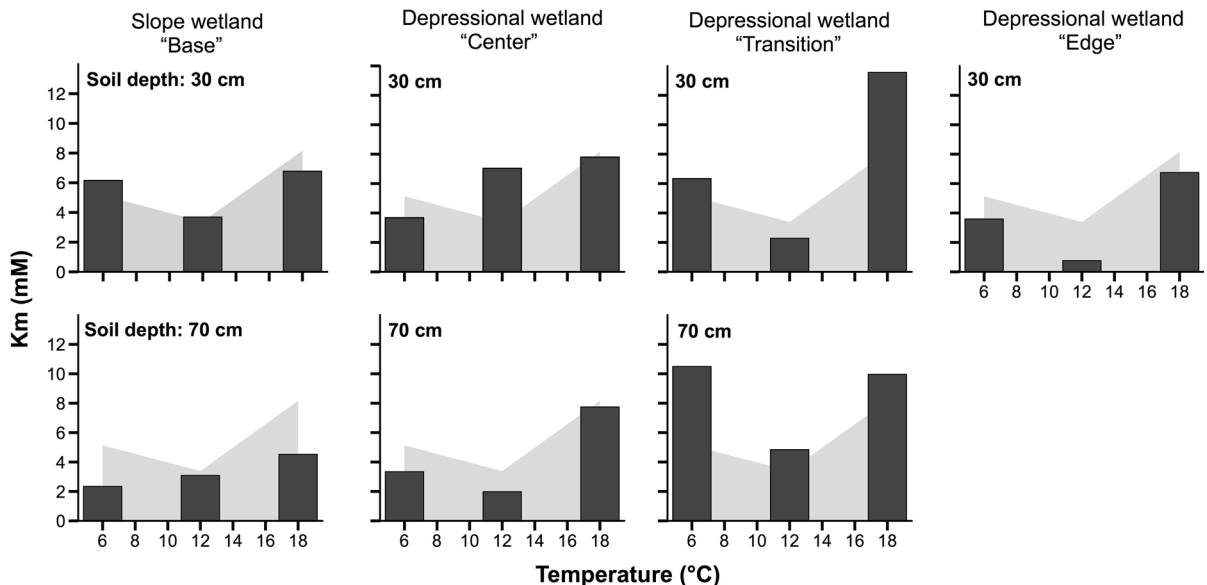 Slope wetland
“Base”
Depressional wetland
“Center”
Depressional wetland
“Transition”
Depressional wetland
“Edge”
Km (mM)
Soil depth: 30 cm
12
10
8
6
4
2
0
30 cm
30 cm
30 cm
6 8 10 12 14 16 18
Soil depth: 70 cm
12
10
8
6
4
2
0
6 8 10 12 14 16 18
70 cm
6 8 10 12 14 16 18
70 cm
6 8 10 12 14 16 18
Temperature (°C)